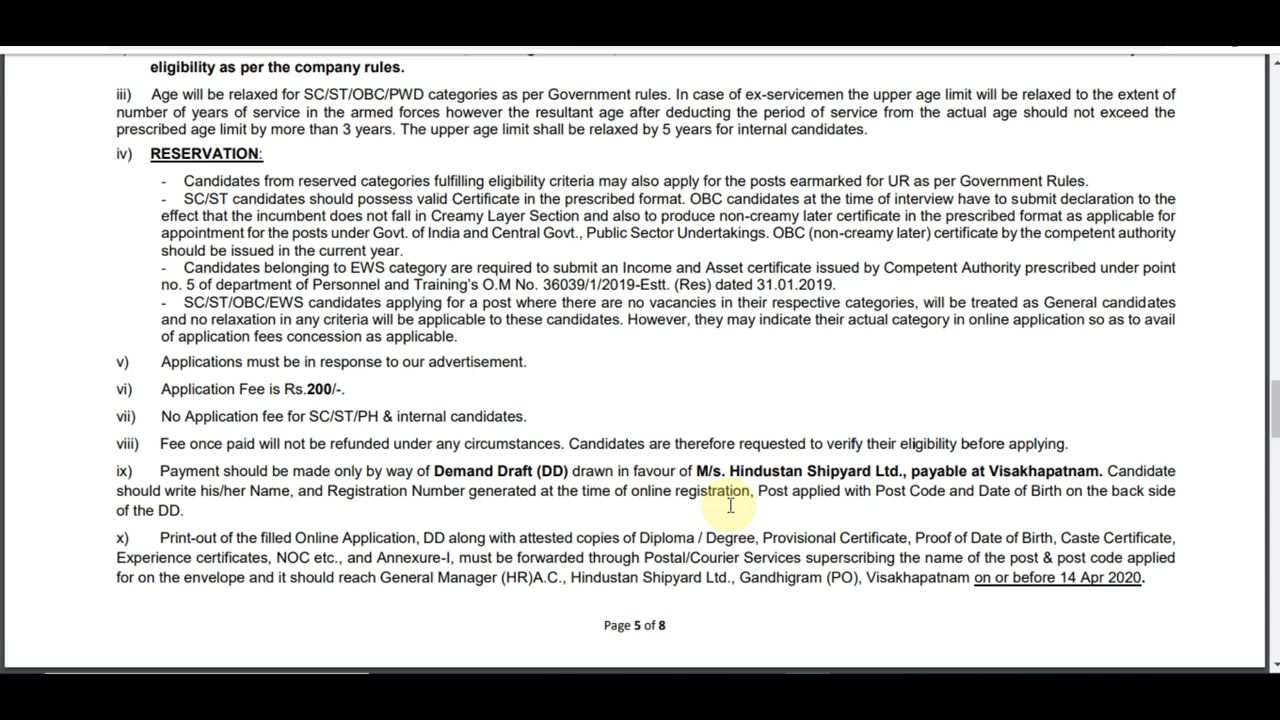 eligibility as per the company rules.
iii) Age will be relaxed for SC/ST/OBC/PWD categories as per Government rules. In case of ex-servicemen the upper age limit will be relaxed to the extent of
number of years of service in the armed forces however the resultant age after deducting the period of service from the actual age should not exceed the
prescribed age limit by more than 3 years. The upper age limit shall be relaxed by 5 years for internal candidates.
iv) RESERVATION:
- Candidates from reserved categories fulfilling eligibility criteria may also apply for the posts earmarked for UR as per Government Rules.
- SC/ST candidates should possess valid Certificate in the prescribed format. OBC candidates at the time of interview have to submit declaration to the
effect that the incumbent does not fall in Creamy Layer Section and also to produce non-creamy later certificate in the prescribed format as applicable for
appointment for the posts under Govt. of India and Central Govt., Public Sector Undertakings. OBC (non-creamy later) certificate by the competent authority
should be issued in the current year.
- Candidates belonging to EWS category are required to submit an Income and Asset certificate issued by Competent Authority prescribed under point
no. 5 of department of Personnel and Training's O.M No. 36039/1/2019-Estt. (Res) dated 31.01.2019.
- SC/ST/OBC/EWS candidates applying for a post where there are no vacancies in their respective categories, will be treated as General candidates
and no relaxation in any criteria will be applicable to these candidates. However, they may indicate their actual category in online application so as to avail
of application fees concession as applicable.
v) Applications must be in response to our advertisement.
vi) Application Fee is Rs.200/-.
vii) No Application fee for SC/ST/PH & internal candidates.
viii) Fee once paid will not be refunded under any circumstances. Candidates are therefore requested to verify their eligibility before applying.
ix) Payment should be made only by way of Demand Draft (DD) drawn in favour of M/s. Hindustan Shipyard Ltd., payable at Visakhapatnam. Candidate
should write his/her Name, and Registration Number generated at the time of online registration, Post applied with Post Code and Date of Birth on the back side
of the DD.
x) Print-out of the filled Online Application, DD along with attested copies of Diploma / Degree, Provisional Certificate, Proof of Date of Birth, Caste Certificate,
Experience certificates, NOC etc., and Annexure-I, must be forwarded through Postal/Courier Services superscribing the name of the post & post code applied
for on the envelope and it should reach General Manager (HR)A.C., Hindustan Shipyard Ltd., Gandhigram (PO), Visakhapatnam on or before 14 Apr 2020.
Page 5 of 8